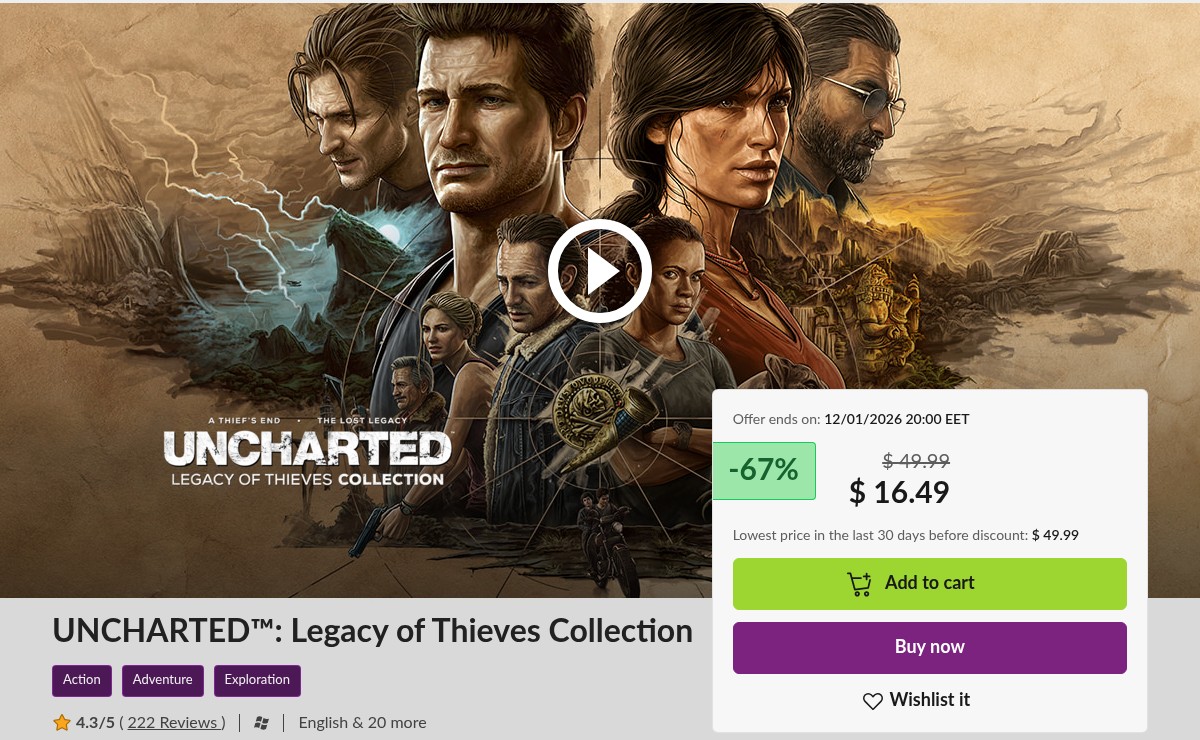 A THIEF'S END • THE LOST LEGACY
UNCHARTED
LEGACY OF THIEVES COLLECTION
Offer ends on: 12/01/2026 20:00 EET
-67%
$ 49.99
$ 16.49
Lowest price in the last 30 days before discount: $ 49.99
Add to cart
Buy now
Wishlist it
UNCHARTED™: Legacy of Thieves Collection
Action Adventure Exploration
4.3/5 ( 222 Reviews ) | | English & 20 more